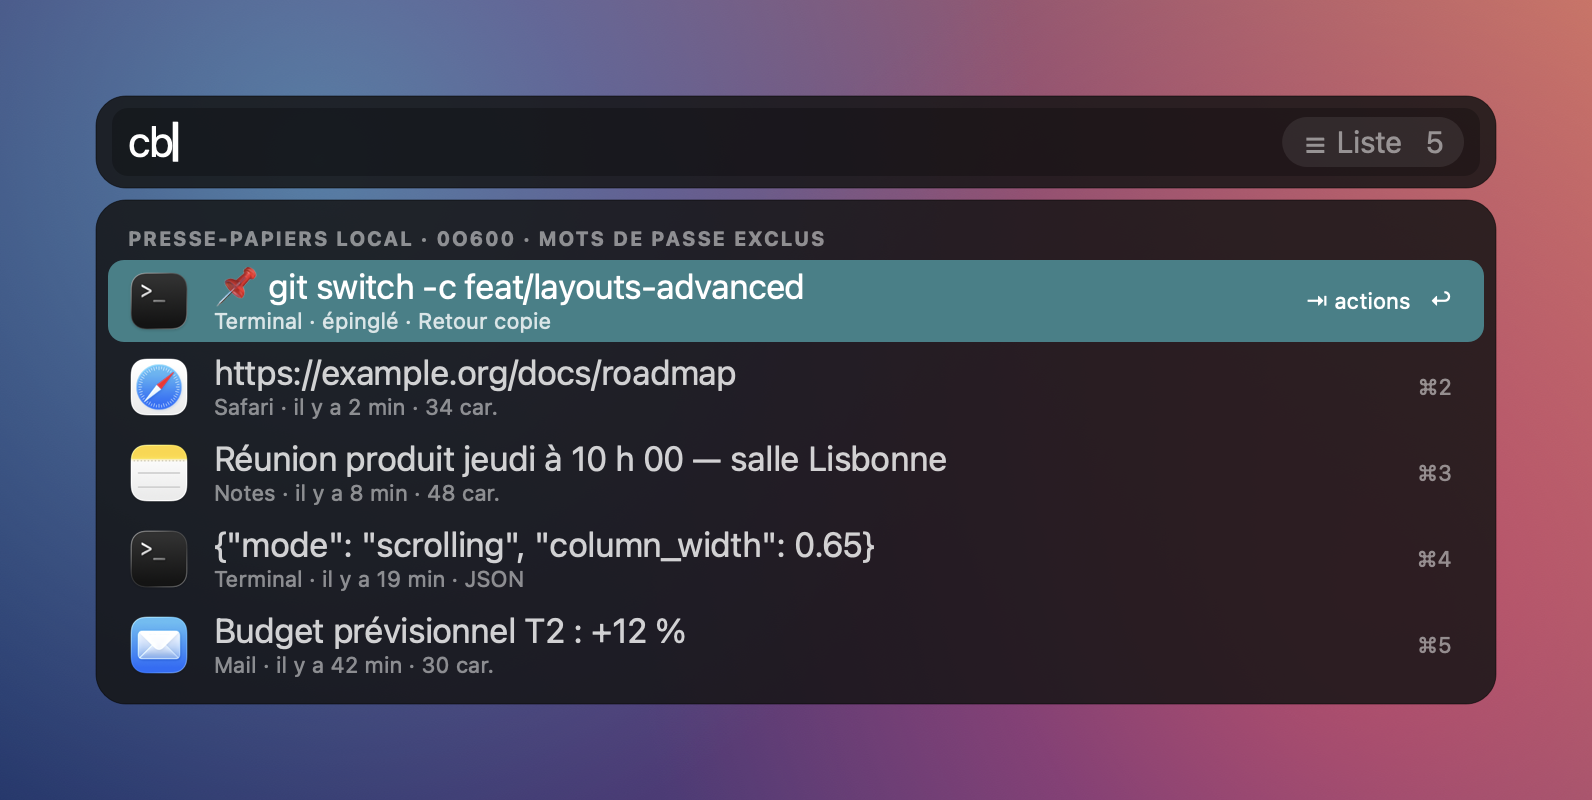 cb
≡ Liste 5
PRESSE-PAPIERS LOCAL · 0O600 · MOTS DE PASSE EXCLUS
>_
📌 git switch -c feat/layouts-advanced
Terminal · épinglé · Retour copie
⇥ actions ↩
https://example.org/docs/roadmap
Safari · il y a 2 min · 34 car.
⌘2
Réunion produit jeudi à 10 h 00 — salle Lisbonne
Notes · il y a 8 min · 48 car.
⌘3
>_
{"mode": "scrolling", "column_width": 0.65}
Terminal · il y a 19 min · JSON
⌘4
Budget prévisionnel T2 : +12 %
Mail · il y a 42 min · 30 car.
⌘5